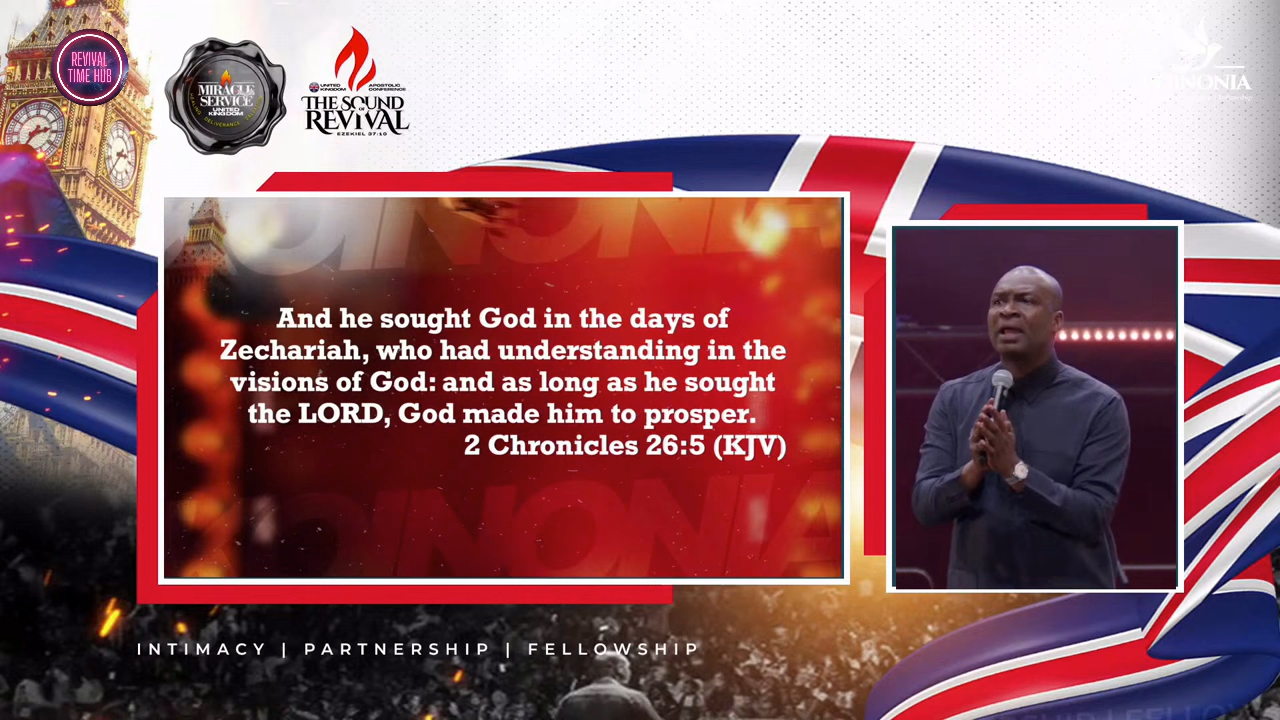 REVIVAL
TIME HUB
MIRACLE
SERVICE
UNITED
KINGDOM
UNITED
KINGDOM
APOSTOLIC
CONFERENCE
THE SOUND
OF
REVIVAL
EZEKIEL 37:10
And he sought God in the days of
Zechariah, who had understanding in the
visions of God: and as long as he sought
the LORD, God made him to prosper.
2 Chronicles 26:5 (KJV)
INTIMACY | PARTNERSHIP | FELLOWSHIP